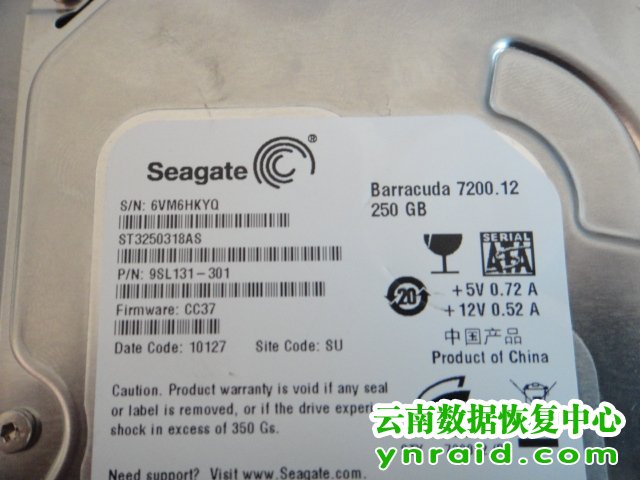 Seagate®
Barracuda 7200.12
250 GB
S/N: 6VM6HKYQ
ST3250318AS
P/N: 9SL131-301
Firmware: CC37
Date Code: 10127 Site Code: SU
SERIAL
ATA
20
+5V 0.72 A
+12V 0.52 A
中国产品
Product of China
Caution. Product warranty is void if any seal
or label is removed, or if the drive
shock in excess of 350 Gs.
Need support? Visit www.Seagate.com
云南数据恢复中心
ynraid.com